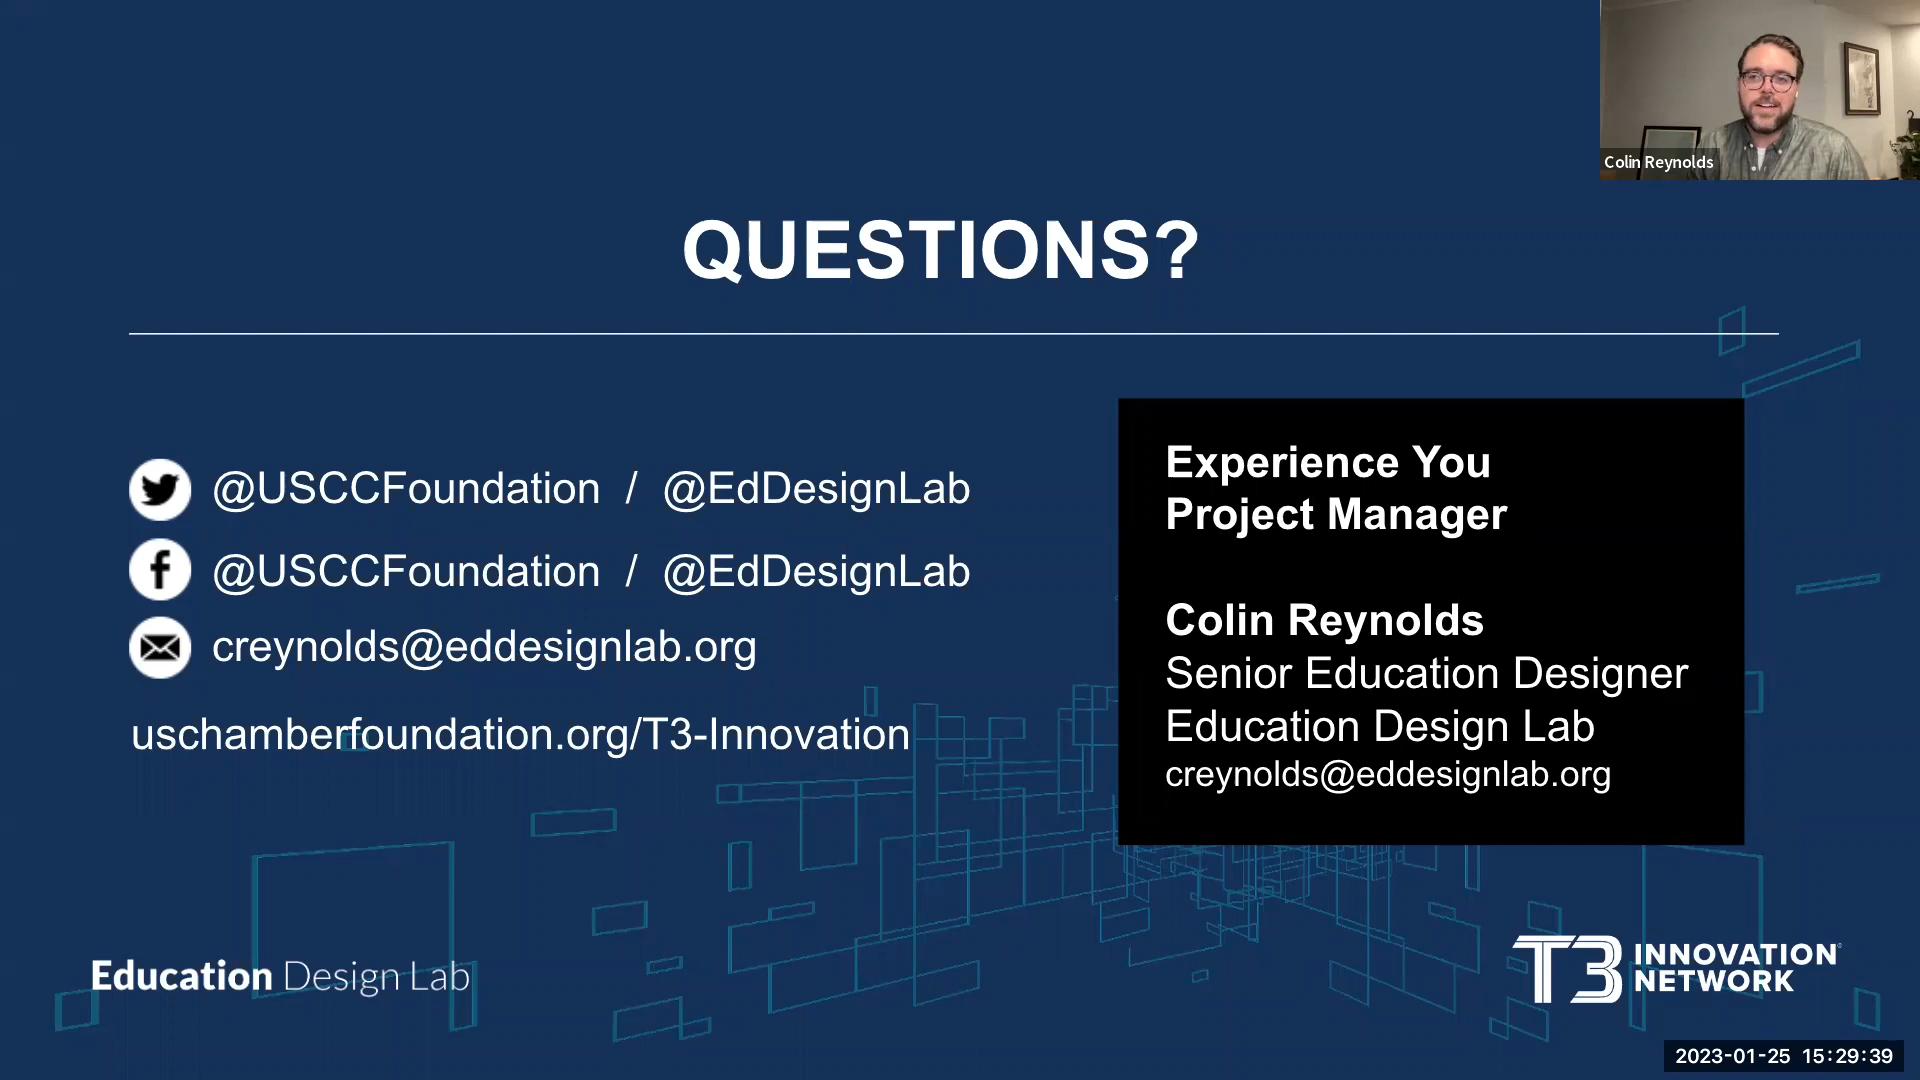 Colin Reynolds
QUESTIONS?
@USCCFoundation / @EdDesignLab
@USCCFoundation / @EdDesignLab
creynolds@eddesignlab.org
uschamberfoundation.org/T3-Innovation
Experience You
Project Manager
Colin Reynolds
Senior Education Designer
Education Design Lab
creynolds@eddesignlab.org
Education Design Lab
T3 INNOVATION
NETWORK
2023-01-25 15:29:39